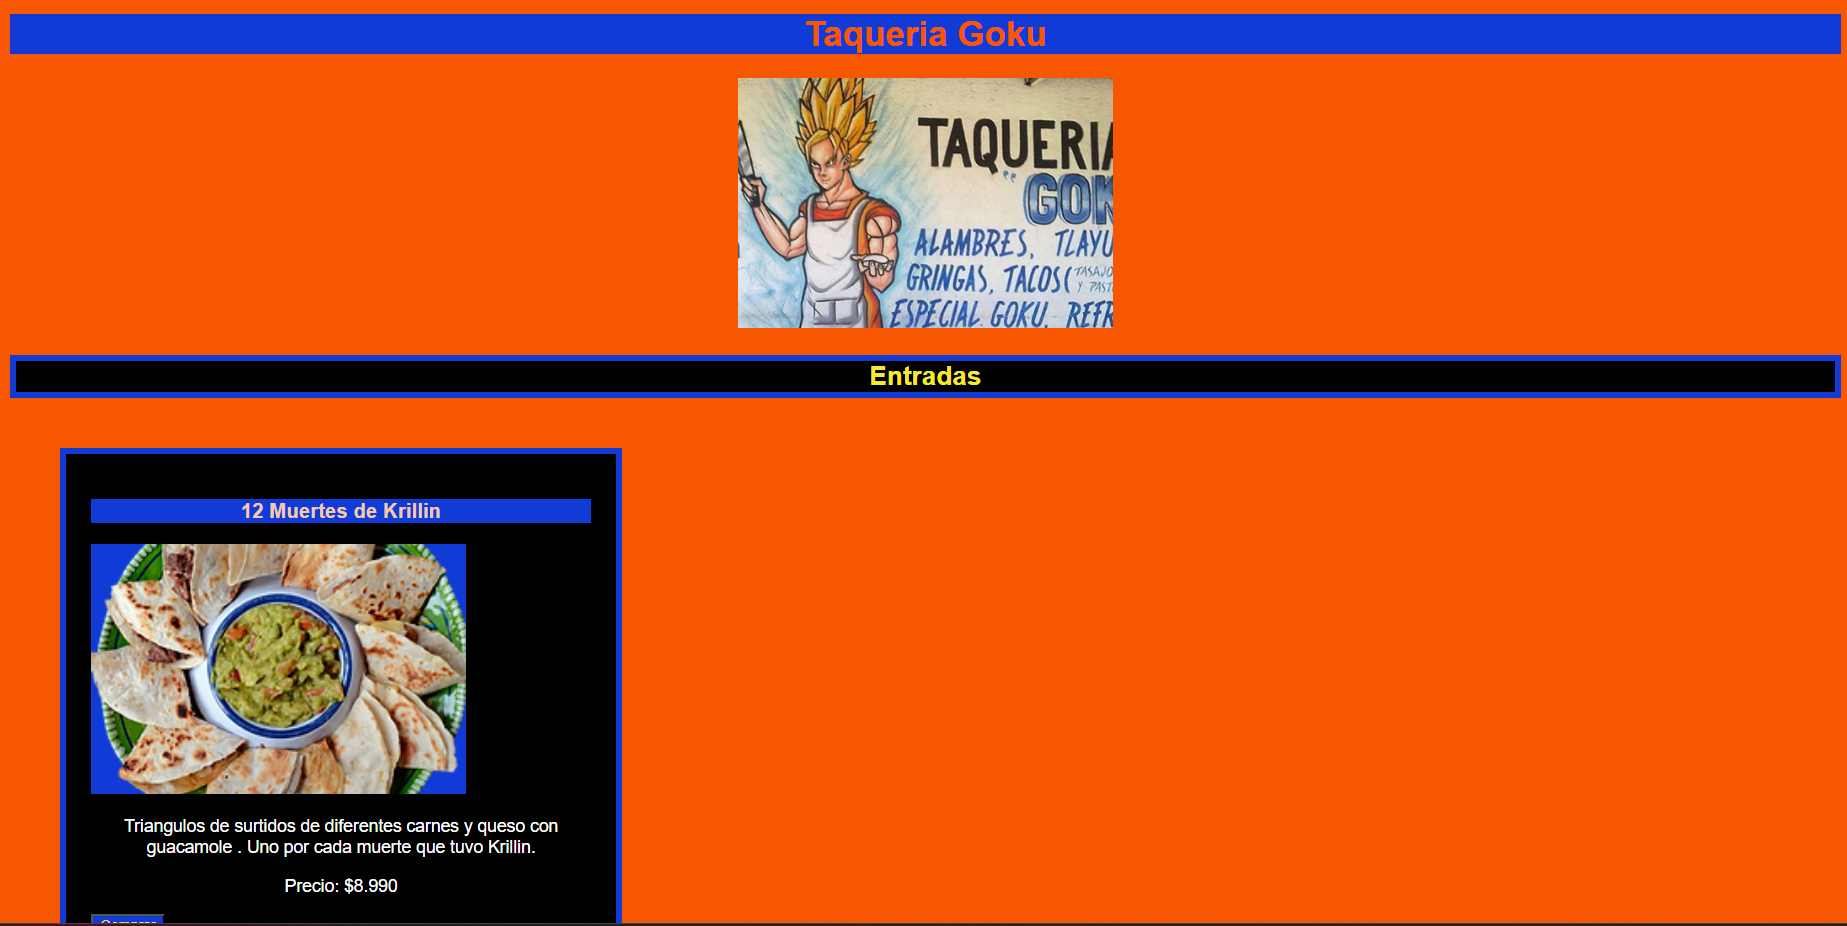 Taqueria Goku
TAQUERIA
"GOK
ALAMBRES, TLAYU
GRINGAS, TACOS (TASAJO
Y PAST
ESPECIAL GOKU, REFR
Entradas
12 Muertes de Krillin
Triangulos de surtidos de diferentes carnes y queso con
guacamole . Uno por cada muerte que tuvo Krillin.
Precio: $8.990